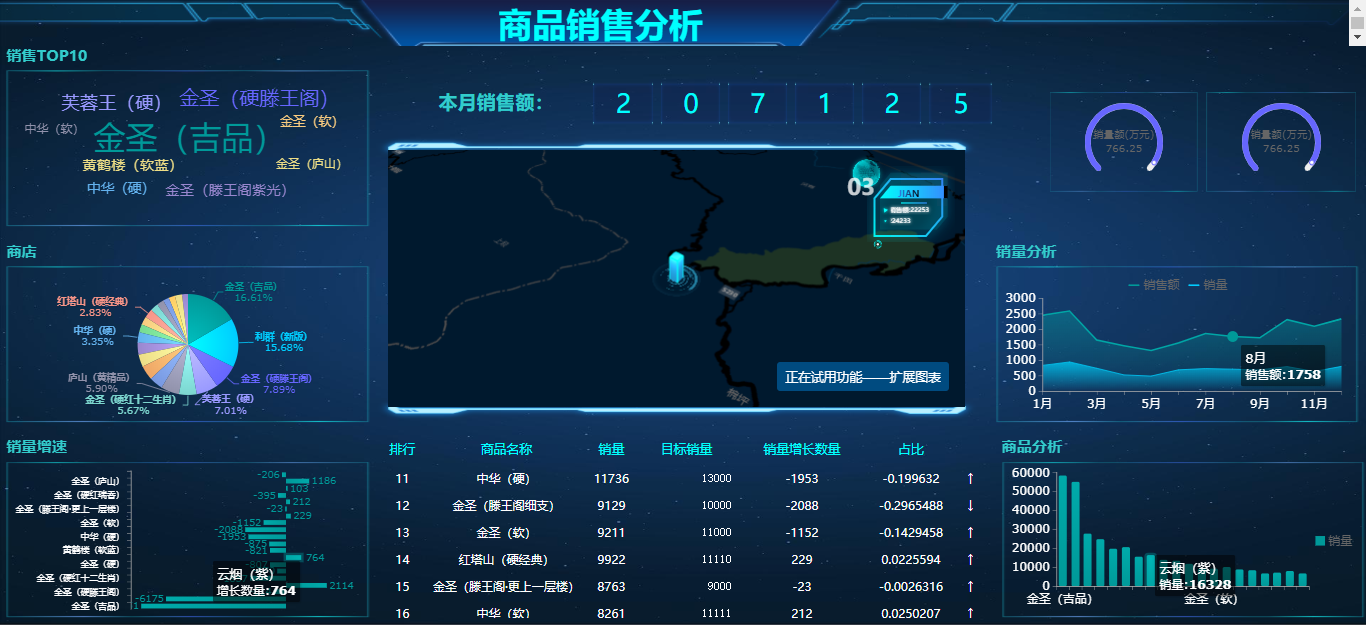 商品销售分析
销售TOP10
芙蓉王（硬） 金圣（硬滕王阁）
中华（软） 金圣（吉品） 金圣（软）
黄鹤楼（软蓝） 金圣（庐山）
中华（硬） 金圣（滕王阁紫光）
商店
金圣（吉品）
16.61%
利群（新版）
15.68%
金圣（硬滕王阁）
7.89%
芙蓉王（硬）
7.01%
金圣（硬红十二生肖）
5.67%
庐山（黄精品）
5.90%
中华（硬）
3.35%
红塔山（硬经典）
2.83%
销量增速
金圣（庐山）
金圣（硬红瑞香）
金圣（滕王阁·更上一层楼）
金圣（软）
中华（硬）
黄鹤楼（软蓝）
金圣（硬）
金圣（硬红十二生肖）
金圣（硬滕王阁）
金圣（吉品）
-206
1186
103
-395
212
-23
229
-1152
-2088
-1953
-875
-821
764
2114
-6175
云烟（紫）
增长数量:764
本月销售额： 2 0 7 1 2 5
03
JIAN
销售额:22253
:24233
正在试用功能——扩展图表
排行 商品名称 销量 目标销量 销量增长数量 占比
11 中华（硬） 11736 13000 -1953 -0.199632 ↑
12 金圣（滕王阁细支） 9129 10000 -2088 -0.2965488 ↓
13 金圣（软） 9211 11000 -1152 -0.1429458 ↑
14 红塔山（硬经典） 9922 11110 229 0.0225594 ↑
15 金圣（滕王阁·更上一层楼） 8763 9000 -23 -0.0026316 ↑
16 中华（软） 8261 11111 212 0.0250207 ↑
销量额(万元)
766.25
销量额(万元)
766.25
销量分析
销售额 销量
3000
2500
2000
1500
1000
500
0
1月 3月 5月 7月 9月 11月
8月
销售额:1758
商品分析
60000
50000
40000
30000
20000
10000
0
金圣（吉品） 金圣（软）
云烟（紫）
销量:16328
销量